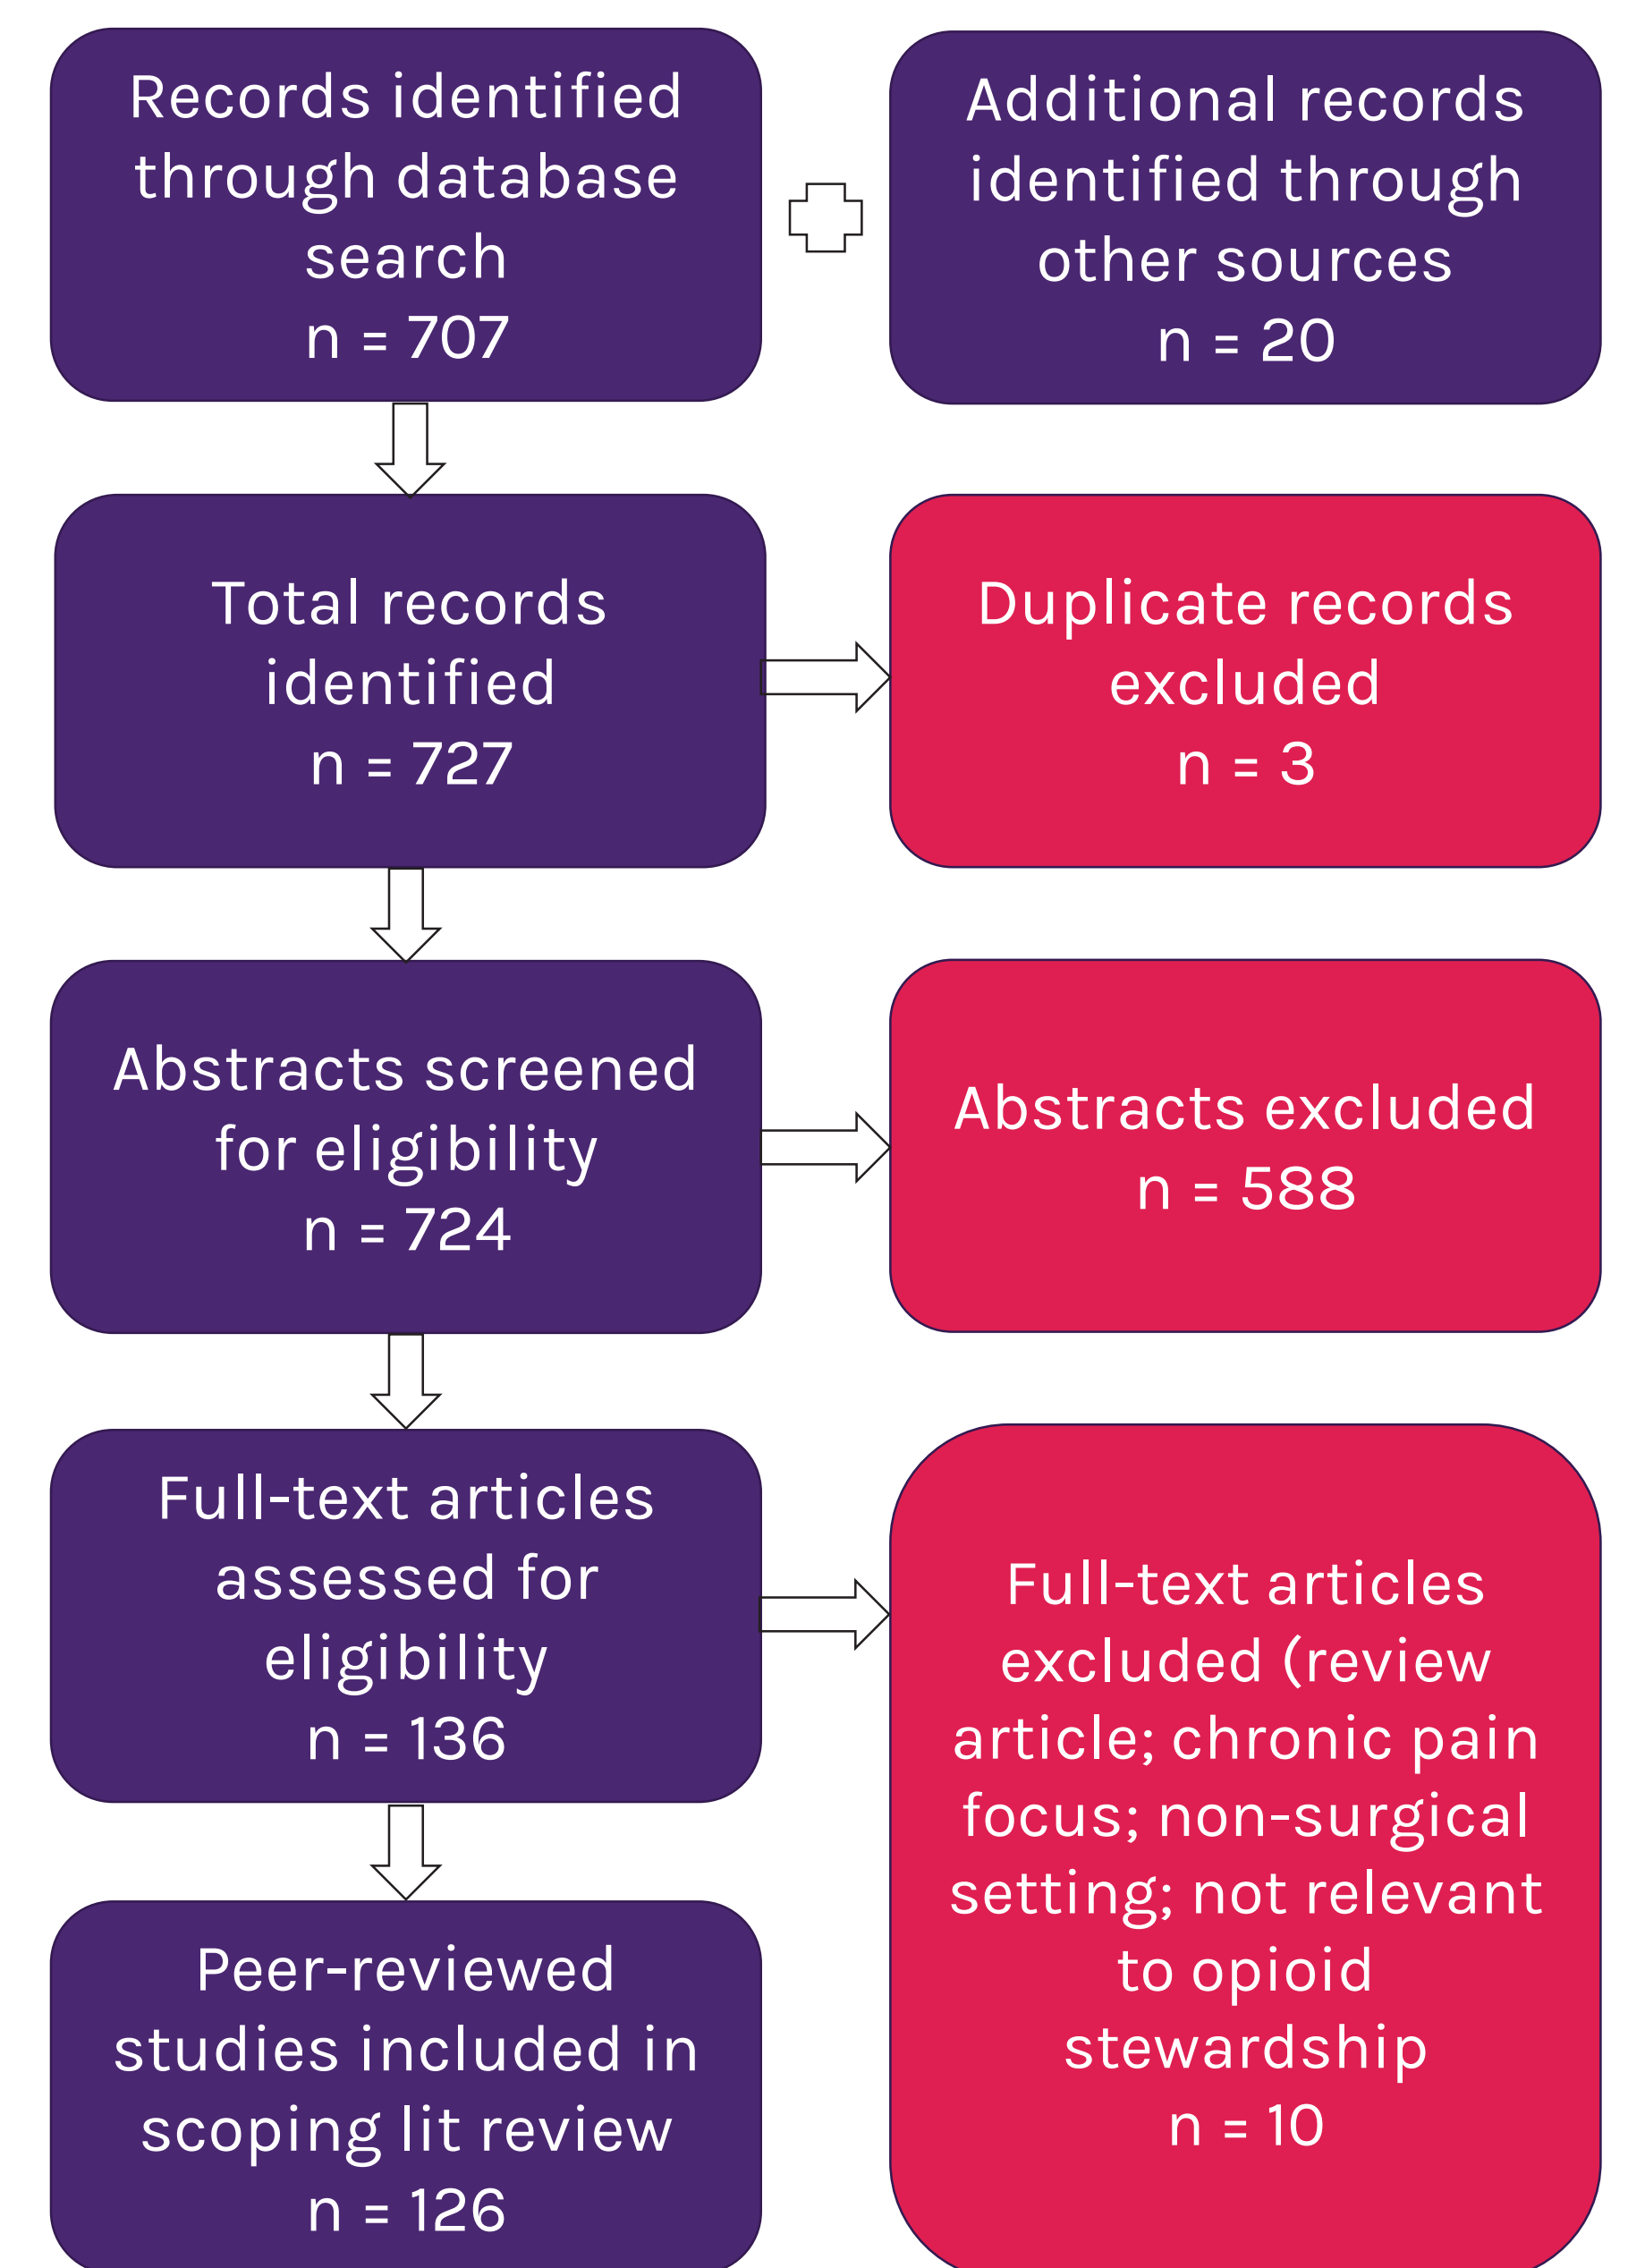 Records identified
through database
search
n = 707
Additional records
identified through
other sources
n = 20
Total records
identified
n = 727
Duplicate records
excluded
n = 3
Abstracts screened
for eligibility
n = 724
Abstracts excluded
n = 588
Full-text articles
assessed for
eligibility
n = 136
Full-text articles
excluded (review
article; chronic pain
focus; non-surgical
setting; not relevant
to opioid
stewardship
n = 10
Peer-reviewed
studies included in
scoping lit review
n = 126